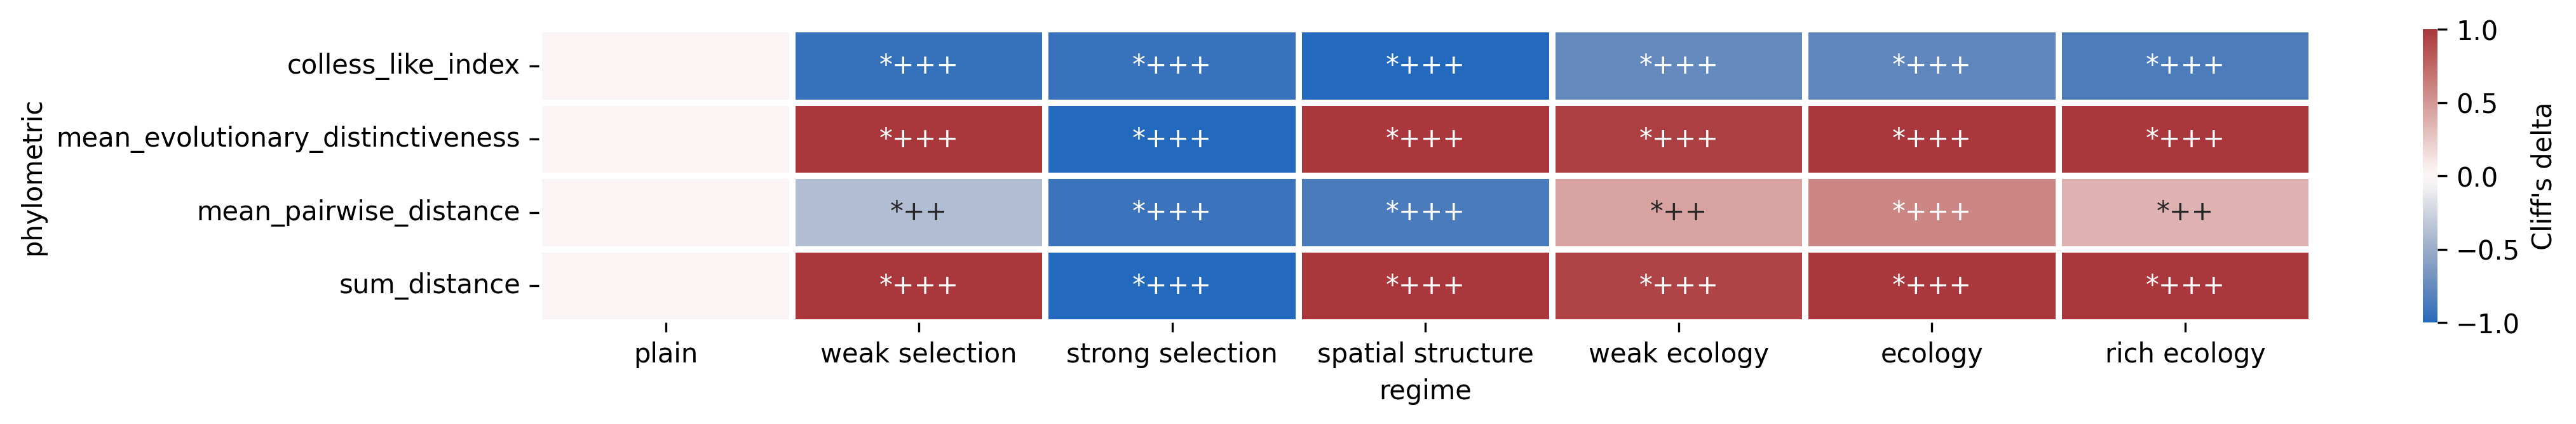 phylometric
colless_like_index
*+++ *+++ *+++ *+++ *+++ *+++
mean_evolutionary_distinctiveness
*+++ *+++ *+++ *+++ *+++ *+++
mean_pairwise_distance
*++ *+++ *+++ *++ *+++ *++
sum_distance
*+++ *+++ *+++ *+++ *+++ *+++
plain weak selection strong selection spatial structure weak ecology ecology rich ecology
regime
1.0
0.5
0.0
−0.5
−1.0
Cliff's delta